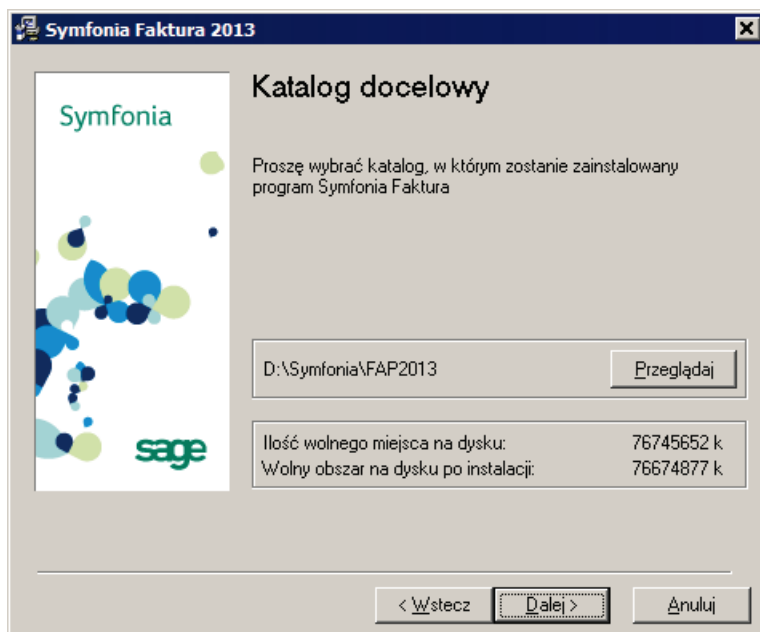 Symfonia Faktura 2013
Symfonia
sage
Katalog docelowy
Proszę wybrać katalog, w którym zostanie zainstalowany
program Symfonia Faktura
D:\Symfonia\FAP2013
Przeglądaj
Ilość wolnego miejsca na dysku: 76745652 k
Wolny obszar na dysku po instalacji: 76674877 k
< Wstecz
Dalej >
Anuluj